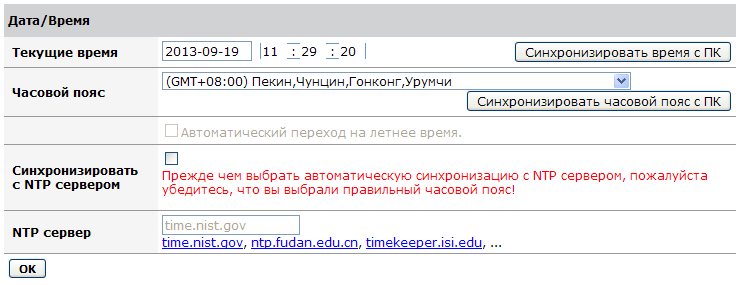 Дата/Время
Текущие время 2013-09-19 11 : 29 : 20 Синхронизировать время с ПК
Часовой пояс (GMT+08:00) Пекин,Чунцин,Гонконг,Урумчи
Синхронизировать часовой пояс с ПК
Автоматический переход на летнее время.
Синхронизировать с NTP сервером
Прежде чем выбрать автоматическую синхронизацию с NTP сервером, пожалуйста
убедитесь, что вы выбрали правильный часовой пояс!
NTP сервер time.nist.gov
time.nist.gov, ntp.fudan.edu.cn, timekeeper.isi.edu, ...
OK